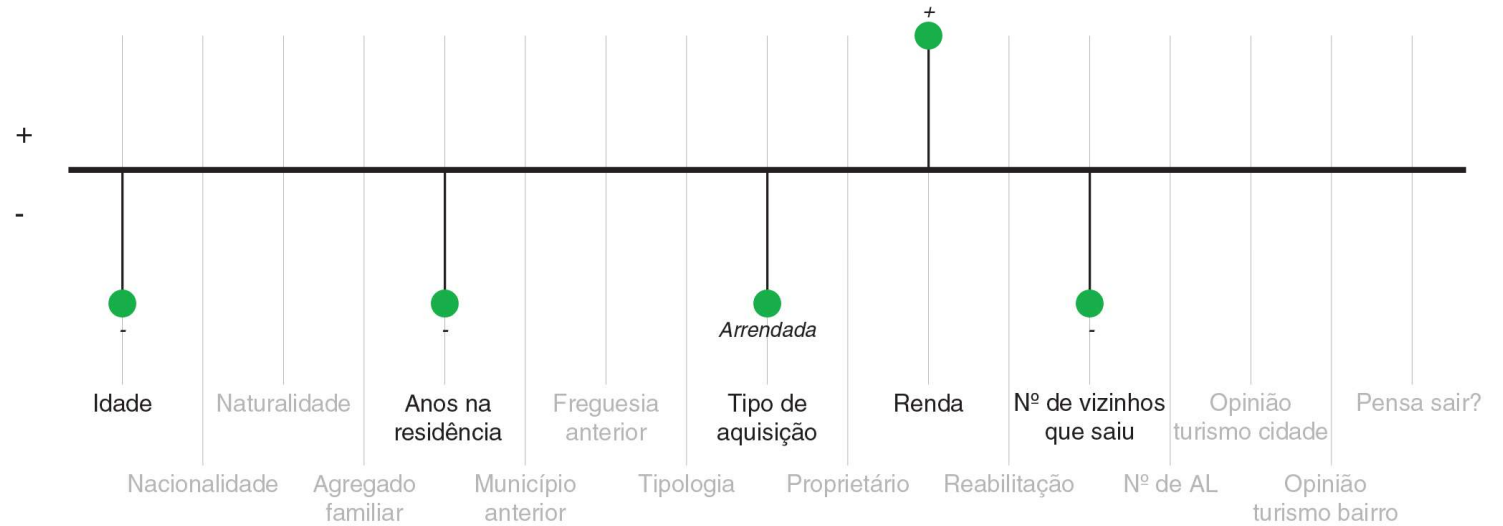 +
+
-
-
-
Arrendada
-
Idade
Naturalidade
Anos na
residência
Freguesia
anterior
Tipo de
aquisição
Renda
Nº de vizinhos
que saiu
Opinião
turismo cidade
Pensa sair?
Nacionalidade
Agregado
familiar
Município
anterior
Tipologia
Proprietário
Reabilitação
Nº de AL
Opinião
turismo bairro